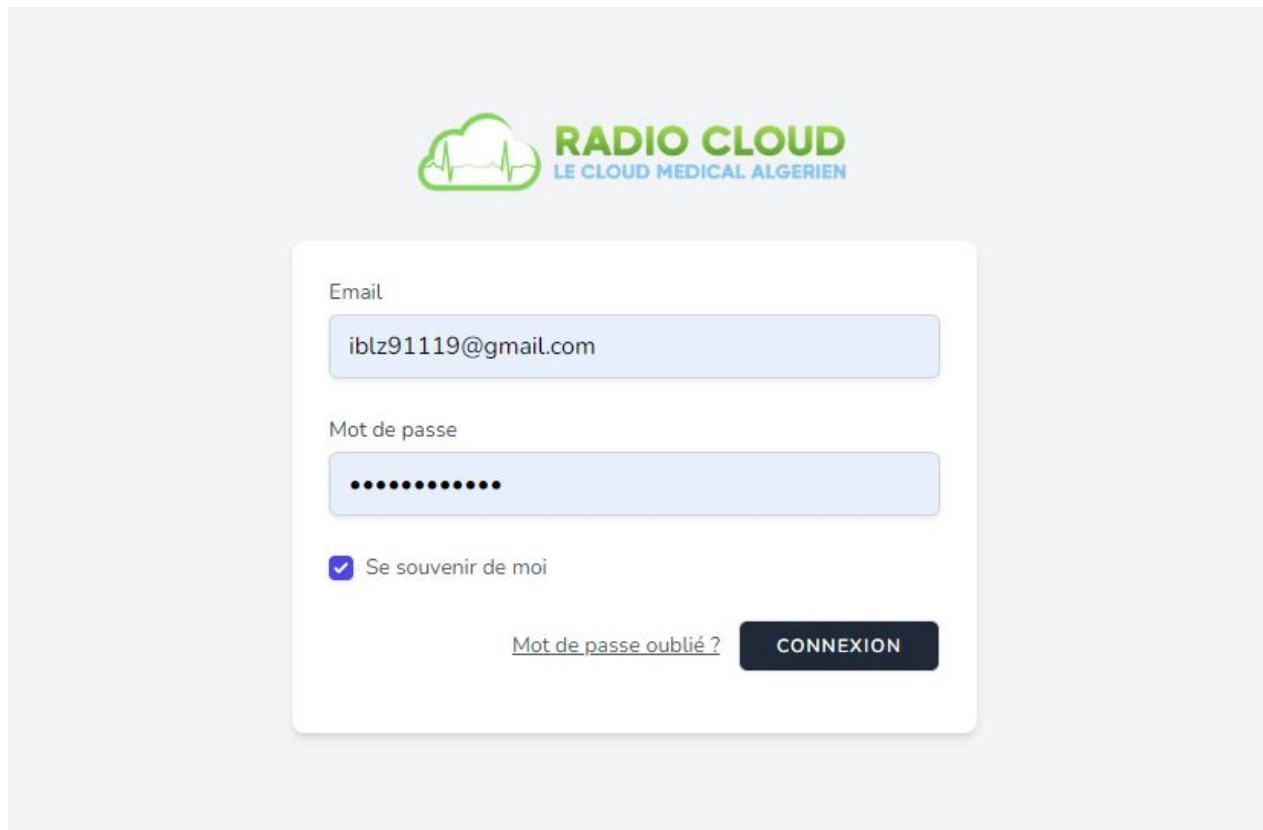 RADIO CLOUD
LE CLOUD MEDICAL ALGERIEN
Email
iblz91119@gmail.com
Mot de passe
••••••••••••
Se souvenir de moi
Mot de passe oublié ? CONNEXION